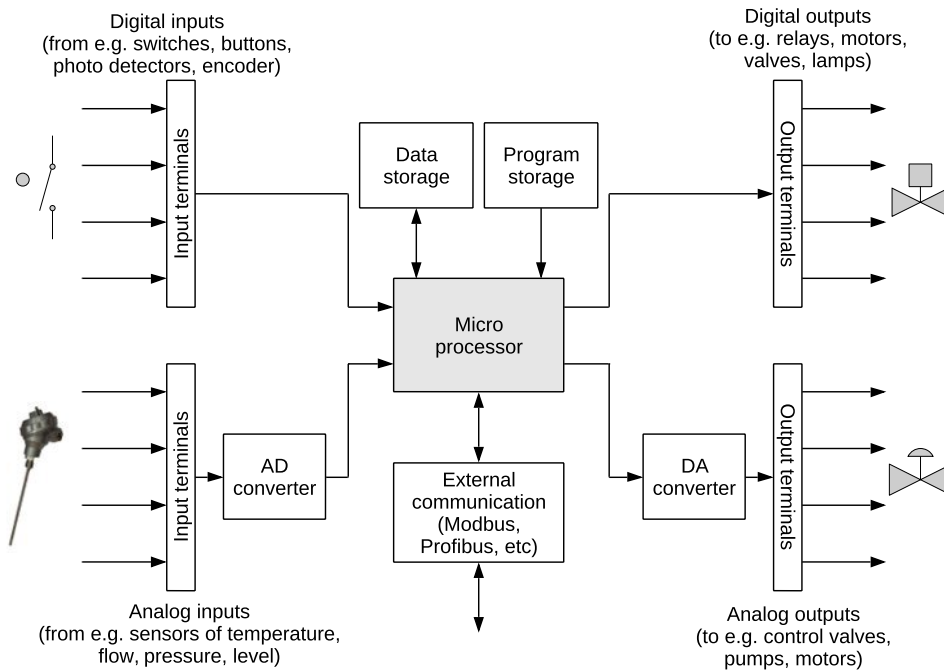 Digital inputs
(from e.g. switches, buttons,
photo detectors, encoder)
Digital outputs
(to e.g. relays, motors,
valves, lamps)
Input terminals
Data
storage
Program
storage
Output terminals
Micro
processor
Input terminals
AD
converter
External
communication
(Modbus,
Profibus, etc)
DA
converter
Output terminals
Analog inputs
(from e.g. sensors of temperature,
flow, pressure, level)
Analog outputs
(to e.g. control valves,
pumps, motors)